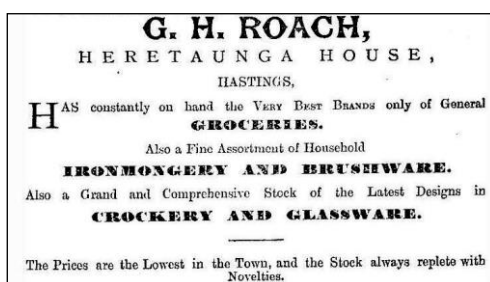 G. H. ROACH,
HERETAUNGA HOUSE,
HASTINGS,
HAS constantly on hand the VERY BEST BRANDS only of General
GROCERIES.
Also a Fine Assortment of Household
IRONMONGERY AND BRUSHWARE.
Also a Grand and Comprehensive Stock of the Latest Designs in
CROCKERY AND GLASSWARE.
The Prices are the Lowest in the Town, and the Stock always replete with
Novelties.